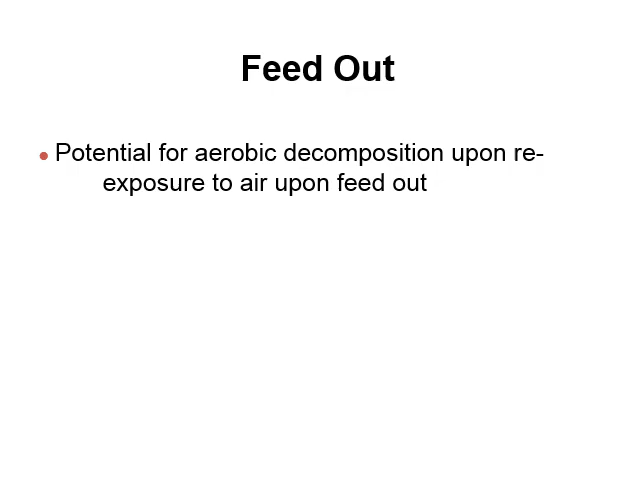 Feed Out
• Potential for aerobic decomposition upon re-
exposure to air upon feed out